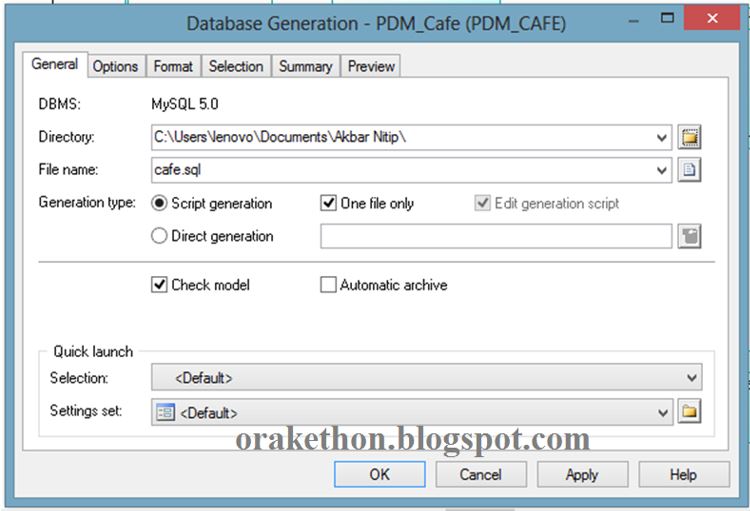 Database Generation - PDM_Cafe (PDM_CAFE)
General Options Format Selection Summary Preview
DBMS: MySQL 5.0
Directory: C:\Users\lenovo\Documents\Akbar Nitip\
File name: cafe.sql
Generation type: Script generation One file only Edit generation script
Direct generation
Check model Automatic archive
Quick launch
Selection: <Default>
Settings set: <Default>
orakethon.blogspot.com
OK Cancel Apply Help